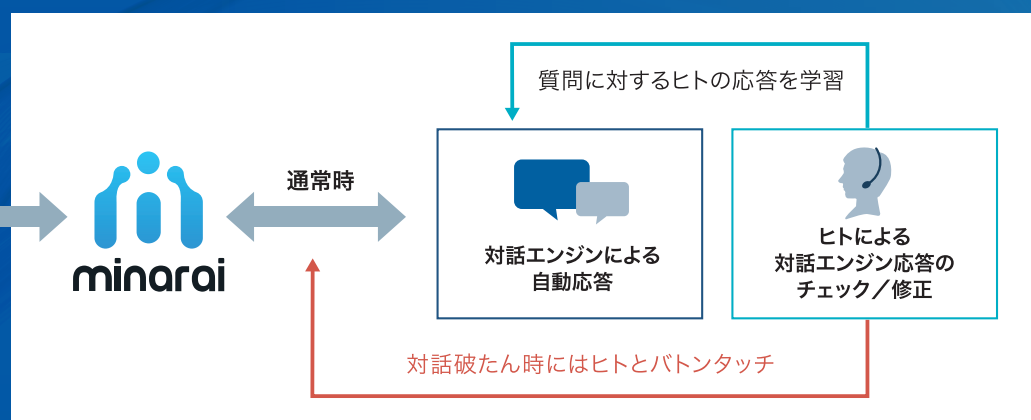 質問に対するヒトの応答を学習
通常時
minarai
対話エンジンによる
自動応答
ヒトによる
対話エンジン応答の
チェック／修正
対話破たん時にはヒトとバトンタッチ